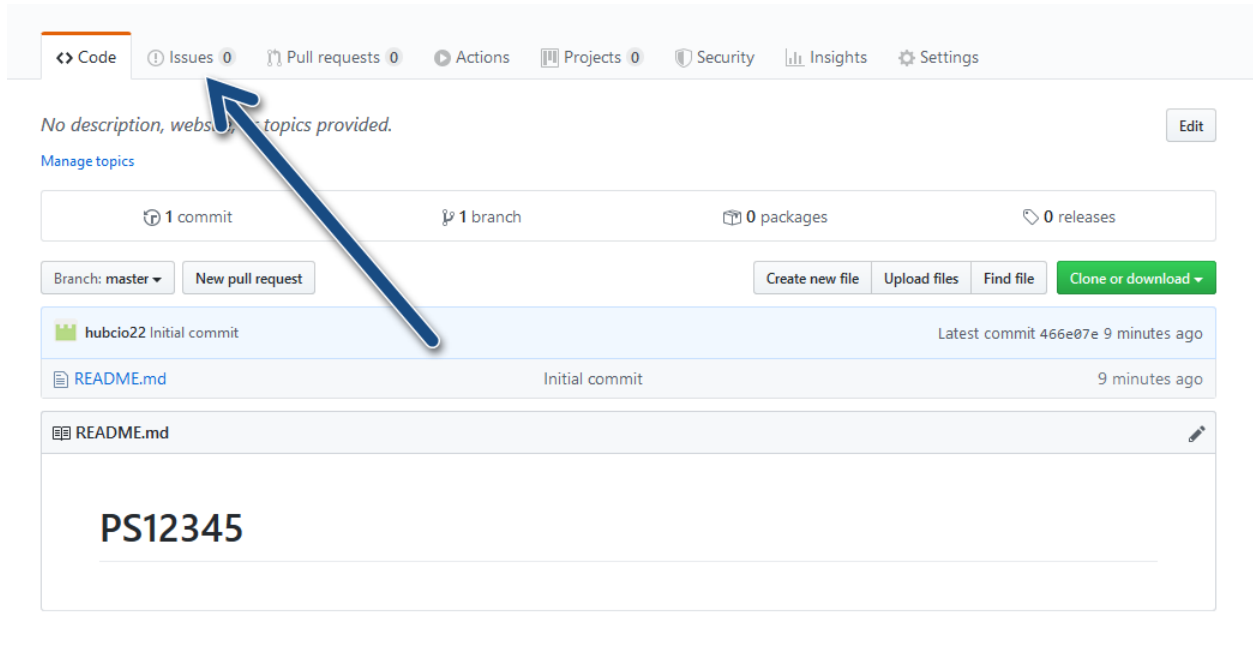 Code Issues 0 Pull requests 0 Actions Projects 0 Security Insights Settings
No description, topics provided. Edit
Manage topics
1 commit 1 branch 0 packages 0 releases
Branch: master New pull request Create new file Upload files Find file Clone or download
hubcio22 Initial commit Latest commit 466e07e 9 minutes ago
README.md Initial commit 9 minutes ago
README.md
PS12345